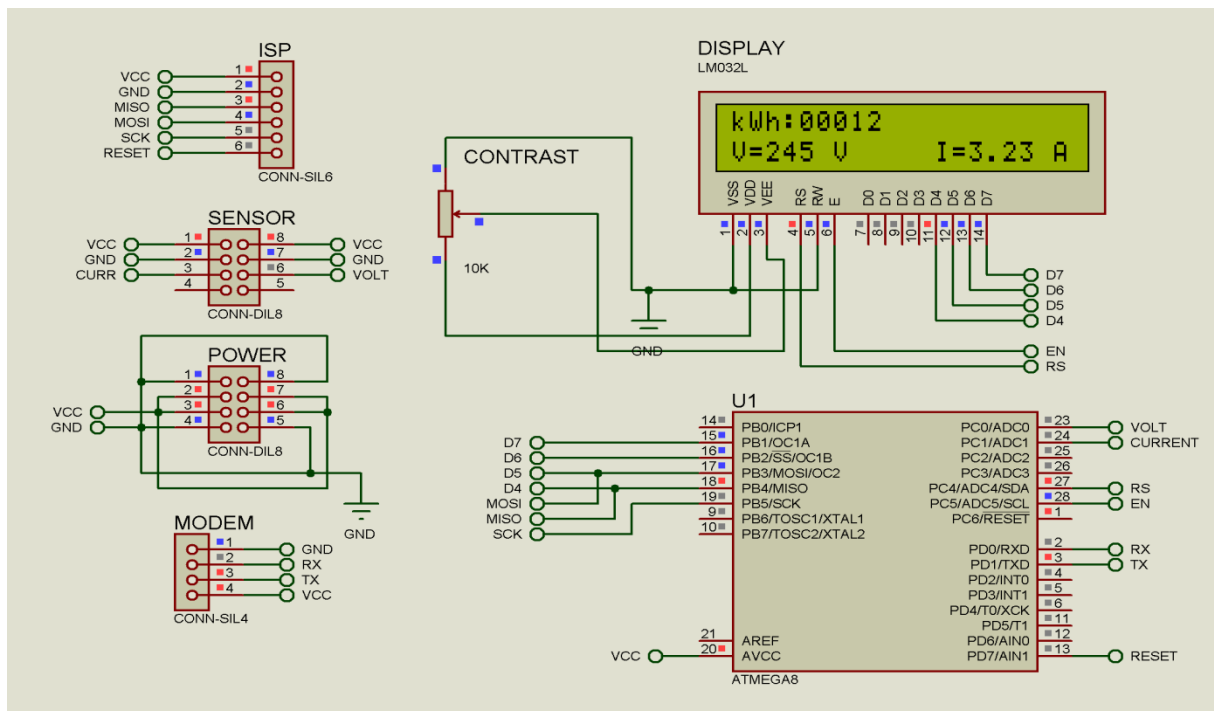 ISP
VCC 1
GND 2
MISO 3
MOSI 4
SCK 5
RESET 6
CONN-SIL6
SENSOR
VCC 1 8 VCC
GND 2 7 GND
CURR 3 6 VOLT
4 5
CONN-DIL8
POWER
1 8
2 7
VCC 3 6
GND 4 5
CONN-DIL8
GND
MODEM
1 GND
2 RX
3 TX
4 VCC
CONN-SIL4
CONTRAST
10K
GND
DISPLAY
LM032L
kWh:00012
V=245 V I=3.23 A
VSS VDD VEE RS RW E D0 D1 D2 D3 D4 D5 D6 D7
1 2 3 4 5 6 7 8 9 10 11 12 13 14
D7
D6
D5
D4
EN
RS
U1
14 PB0/ICP1 PC0/ADC0 23 VOLT
D7 15 PB1/OC1A PC1/ADC1 24 CURRENT
D6 16 PB2/SS/OC1B PC2/ADC2 25
D5 17 PB3/MOSI/OC2 PC3/ADC3 26
D4 18 PB4/MISO PC4/ADC4/SDA 27 RS
MOSI 19 PB5/SCK PC5/ADC5/SCL 28 EN
MISO 9 PB6/TOSC1/XTAL1 PC6/RESET 1
SCK 10 PB7/TOSC2/XTAL2
PD0/RXD 2 RX
PD1/TXD 3 TX
PD2/INT0 4
PD3/INT1 5
PD4/T0/XCK 6
PD5/T1 11
21 AREF PD6/AIN0 12
VCC 20 AVCC PD7/AIN1 13 RESET
ATMEGA8